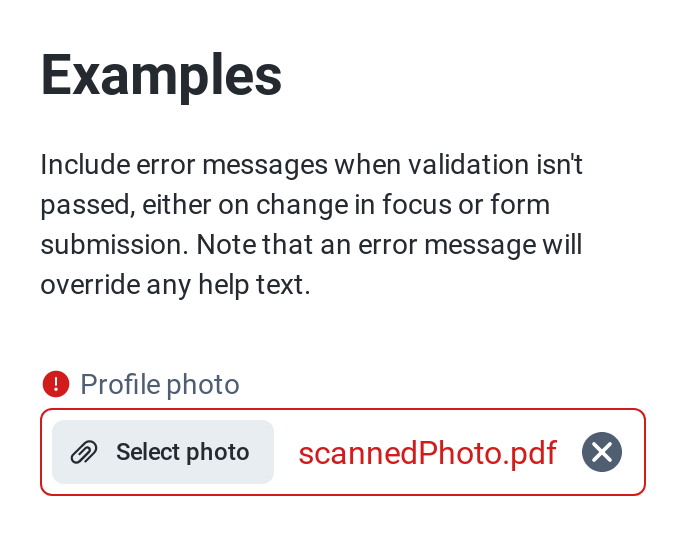 Examples
Include error messages when validation isn't
passed, either on change in focus or form
submission. Note that an error message will
override any help text.
Profile photo
Select photo scannedPhoto.pdf